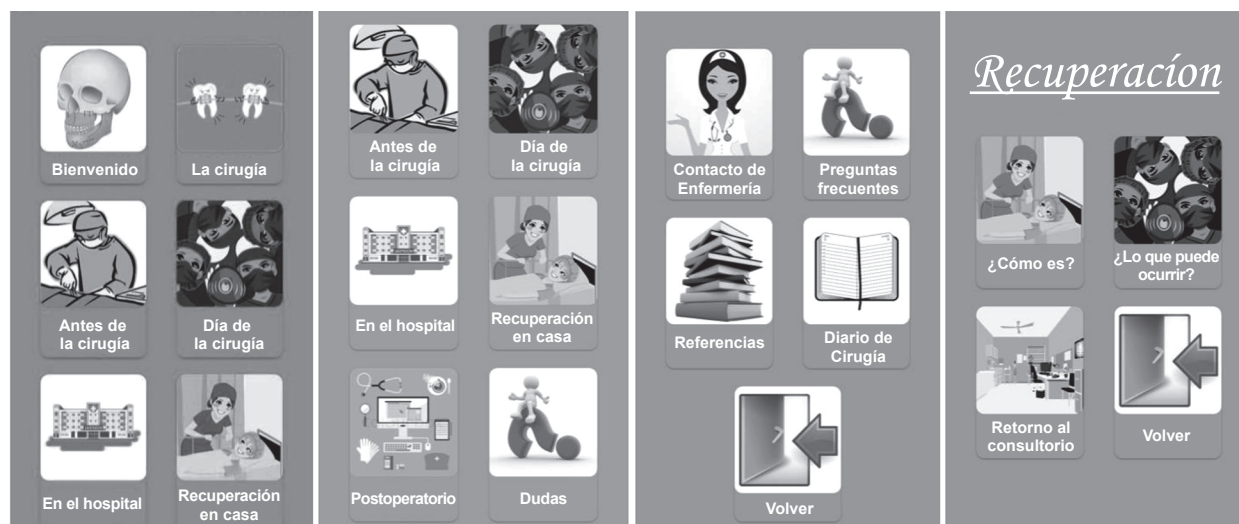 Bienvenido
La cirugía
Antes de
la cirugía
Día de
la cirugía
En el hospital
Recuperación
en casa
Antes de
la cirugía
Día de
la cirugía
En el hospital
Recuperación
en casa
Postoperatorio
Dudas
Contacto de
Enfermería
Preguntas
frecuentes
Referencias
Diario de
Cirugía
Volver
Recuperacíon
¿Cómo es?
¿Lo que puede
ocurrir?
Retorno al
consultorio
Volver